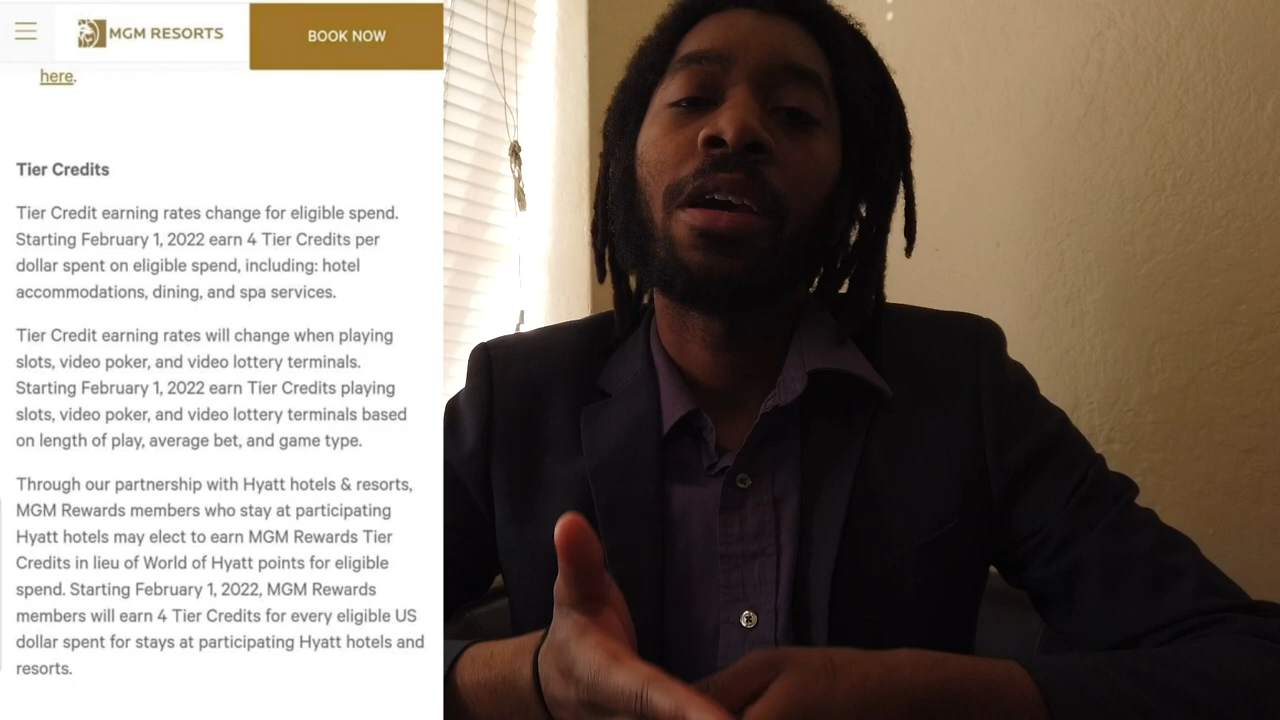 MGM RESORTS
BOOK NOW
here.
Tier Credits
Tier Credit earning rates change for eligible spend.
Starting February 1, 2022 earn 4 Tier Credits per
dollar spent on eligible spend, including: hotel
accommodations, dining, and spa services.
Tier Credit earning rates will change when playing
slots, video poker, and video lottery terminals.
Starting February 1, 2022 earn Tier Credits playing
slots, video poker, and video lottery terminals based
on length of play, average bet, and game type.
Through our partnership with Hyatt hotels & resorts,
MGM Rewards members who stay at participating
Hyatt hotels may elect to earn MGM Rewards Tier
Credits in lieu of World of Hyatt points for eligible
spend. Starting February 1, 2022, MGM Rewards
members will earn 4 Tier Credits for every eligible US
dollar spent for stays at participating Hyatt hotels and
resorts.